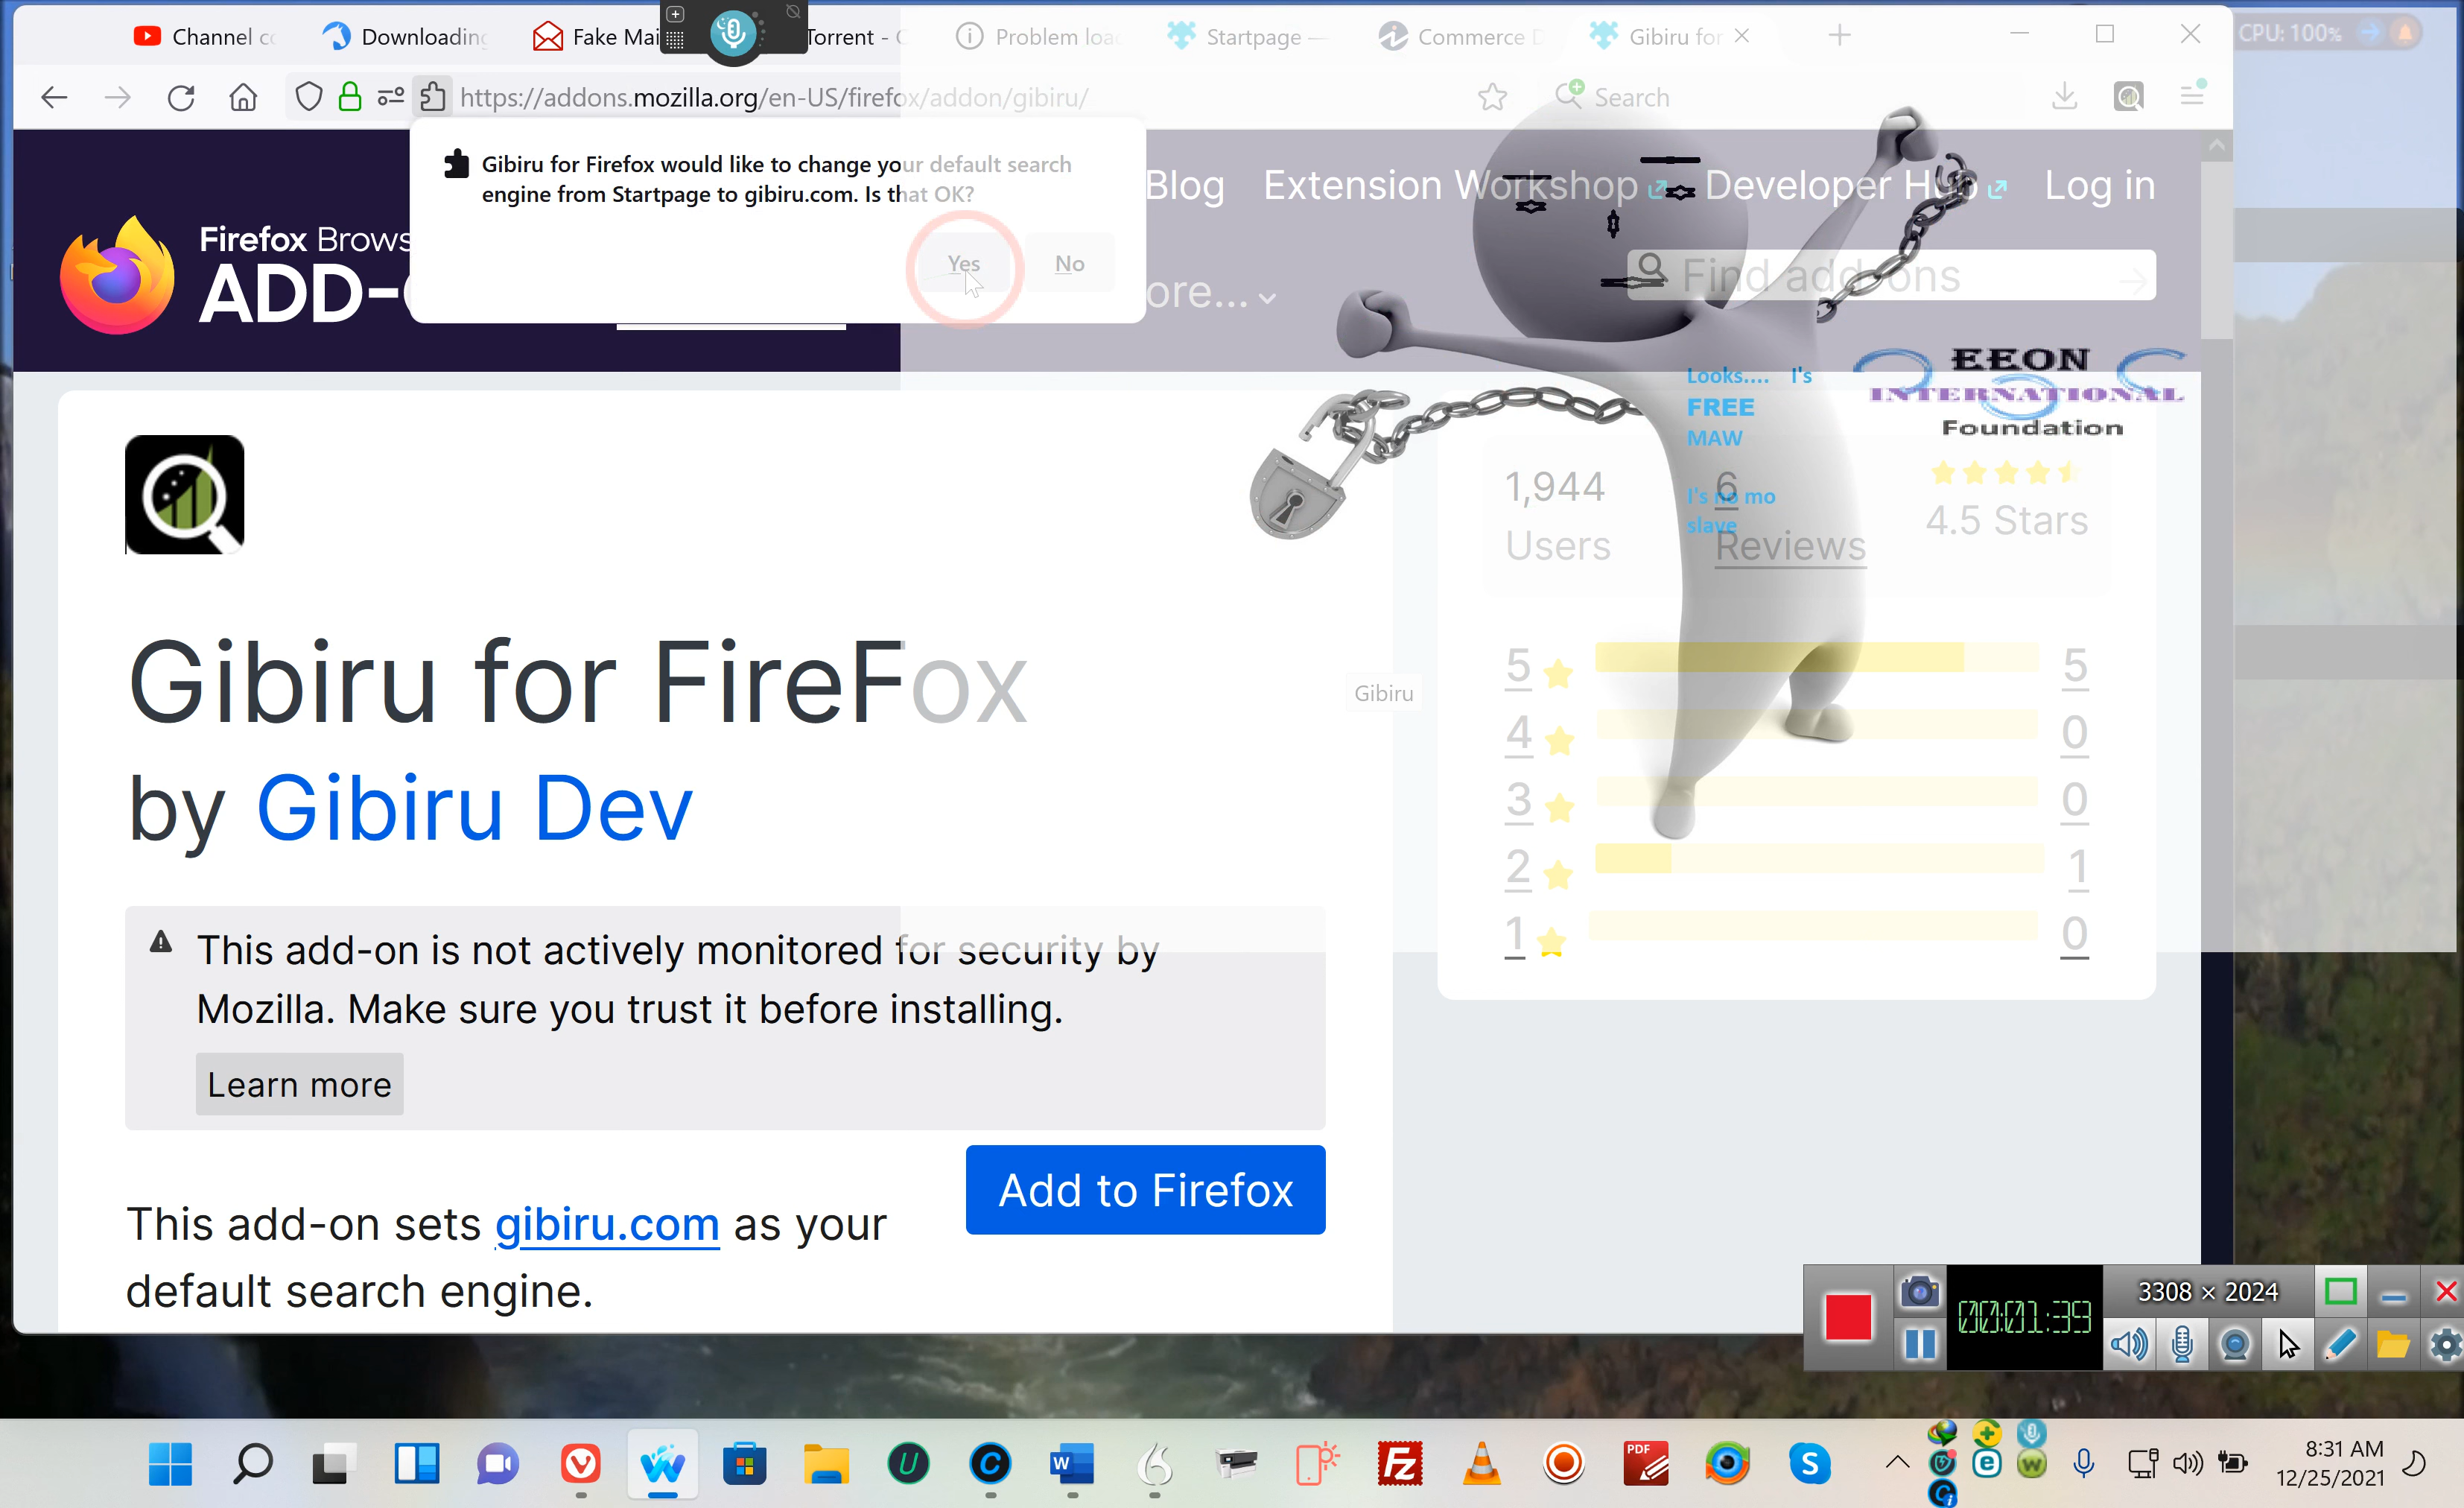 Channel co
Downloading
Fake Mai
Torrent - C
Problem loa
Startpage —
Commerce D
Gibiru for
CPU: 100%
https://addons.mozilla.org/en-US/firefox/addon/gibiru/
Search
Gibiru for Firefox would like to change your default search
engine from Startpage to gibiru.com. Is that OK?
Yes
No
Blog
Extension Workshop
Developer Hub
Log in
Firefox Brows
ADD-
ore...
Find add-ons
EEON
INTERNATIONAL
Foundation
Looks.... I's
FREE
MAW
I's no mo
slave
1,944
Users
6
Reviews
4.5 Stars
5 5
4 0
3 0
2 1
1 0
Gibiru for FireFox
by Gibiru Dev
Gibiru
This add-on is not actively monitored for security by
Mozilla. Make sure you trust it before installing.
Learn more
Add to Firefox
This add-on sets gibiru.com as your
default search engine.
3308 × 2024
00:01:39
PDF
8:31 AM
12/25/2021